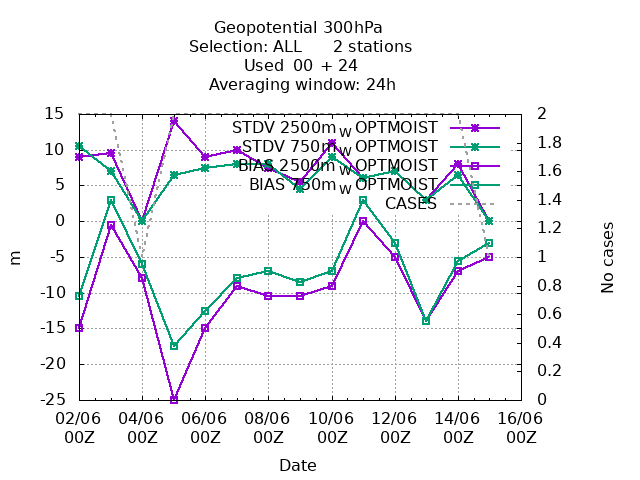 Geopotential 300hPa
Selection: ALL 2 stations
Used 00 + 24
Averaging window: 24h
STDV 2500m_W OPTMOIST
STDV 750m_W OPTMOIST
BIAS 2500m_W OPTMOIST
BIAS 750m_W OPTMOIST
CASES
15
10
5
0
-5
-10
-15
-20
-25
m
2
1.8
1.6
1.4
1.2
1
0.8
0.6
0.4
0.2
0
No cases
02/06 04/06 06/06 08/06 10/06 12/06 14/06 16/06
00Z 00Z 00Z 00Z 00Z 00Z 00Z 00Z
Date